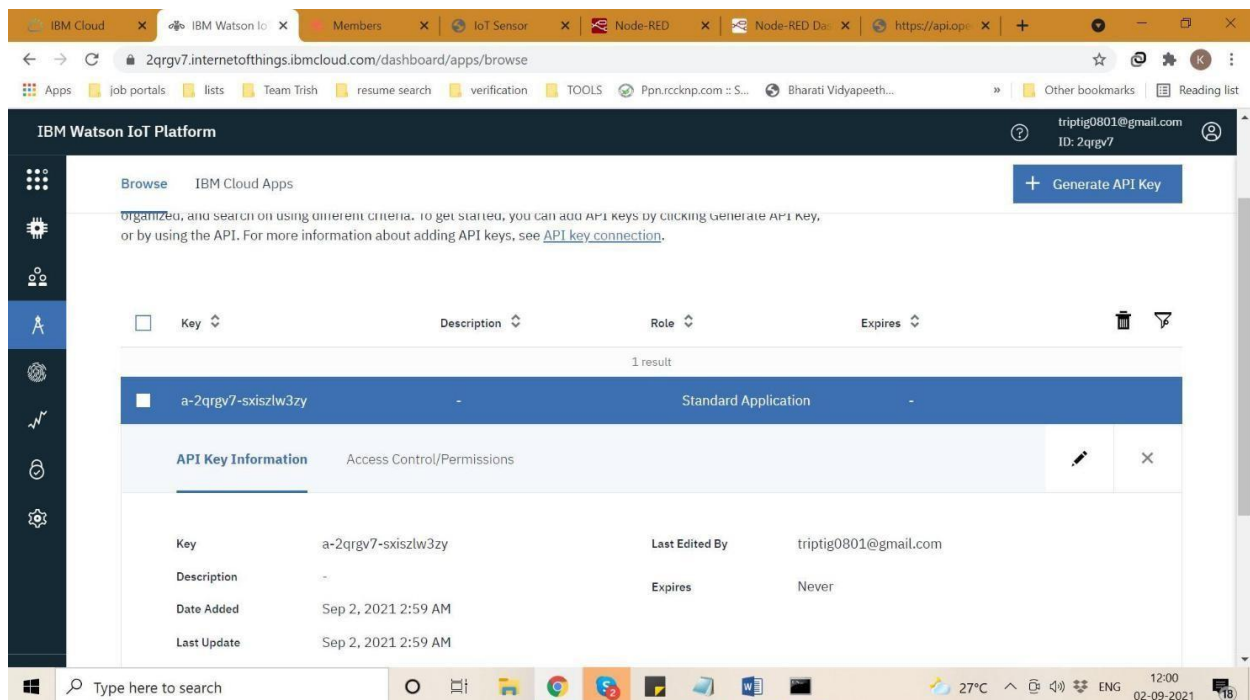 IBM Cloud IBM Watson Io Members IoT Sensor Node-RED Node-RED Da https://api.ope
2qrgv7.internetofthings.ibmcloud.com/dashboard/apps/browse K
Apps job portals lists Team Trish resume search verification TOOLS Ppn.rccknp.com :: S... Bharati Vidyapeeth... » Other bookmarks Reading list
IBM Watson IoT Platform
triptig0801@gmail.com
ID: 2qrgv7
Browse IBM Cloud Apps + Generate API Key
organized, and search on using different criteria. To get started, you can add API keys by clicking Generate API Key,
or by using the API. For more information about adding API keys, see API key connection.
Key Description Role Expires
1 result
a-2qrgv7-sxiszlw3zy - Standard Application -
API Key Information Access Control/Permissions
Key a-2qrgv7-sxiszlw3zy Last Edited By triptig0801@gmail.com
Description -
Expires Never
Date Added Sep 2, 2021 2:59 AM
Last Update Sep 2, 2021 2:59 AM
Type here to search 27°C ENG 12:00
02-09-2021 18